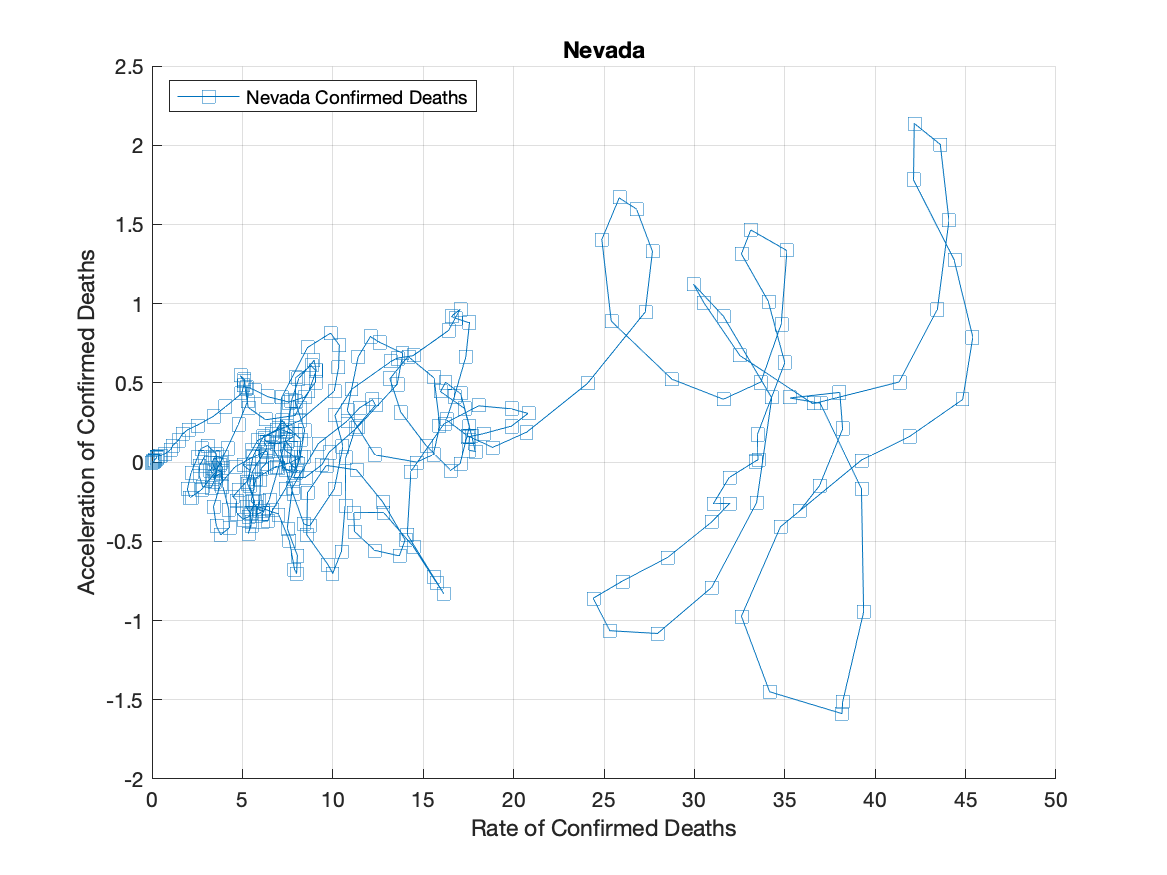 Nevada
2.5
Nevada Confirmed Deaths
2
1.5
1
0.5
0
-0.5
-1
-1.5
-2
Acceleration of Confirmed Deaths
0 5 10 15 20 25 30 35 40 45 50
Rate of Confirmed Deaths